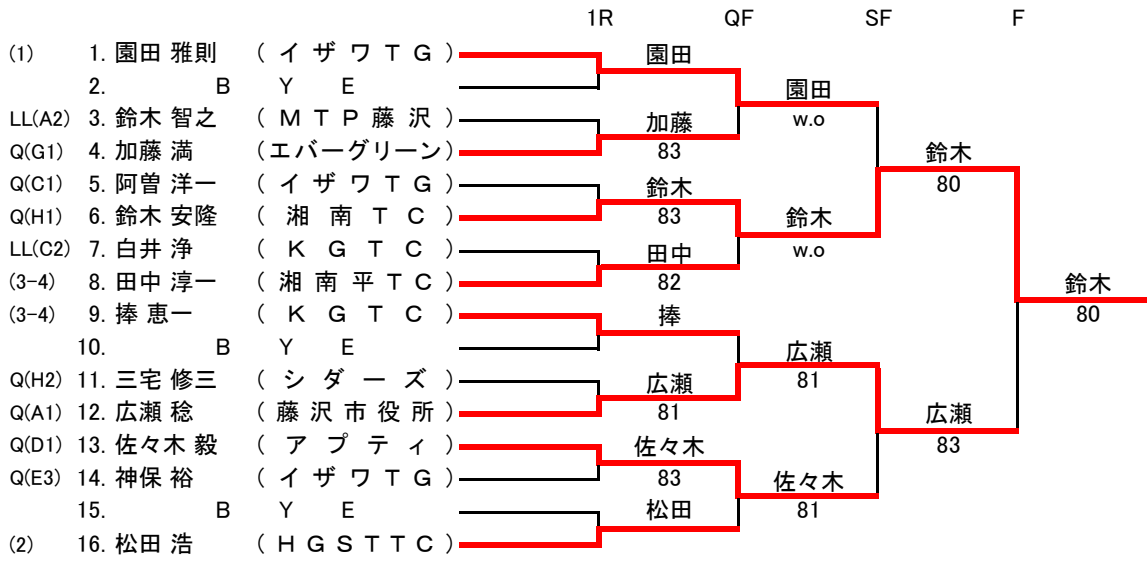 1R QF SF F
(1) 1. 園田 雅則 ( イ ザ ワ T G ) 園田
2. B Y E 園田
w.o
LL(A2) 3. 鈴木 智之 ( M T P 藤 沢 ) 加藤
Q(G1) 4. 加藤 満 (エバーグリーン) 83 鈴木
80
Q(C1) 5. 阿曽 洋一 ( イ ザ ワ T G ) 鈴木
Q(H1) 6. 鈴木 安隆 ( 湘 南 T C ) 83 鈴木
w.o
LL(C2) 7. 白井 浄 ( K G T C ) 田中
(3-4) 8. 田中 淳一 ( 湘 南 平 T C ) 82 鈴木
80
(3-4) 9. 捧 恵一 ( K G T C ) 捧
10. B Y E 広瀬
81
Q(H2) 11. 三宅 修三 ( シ ダ ー ズ ) 広瀬
Q(A1) 12. 広瀬 稔 ( 藤 沢 市 役 所 ) 81 広瀬
83
Q(D1) 13. 佐々木 毅 ( ア プ テ ィ ) 佐々木
Q(E3) 14. 神保 裕 ( イ ザ ワ T G ) 83 佐々木
81
15. B Y E 松田
(2) 16. 松田 浩 ( H G S T T C )